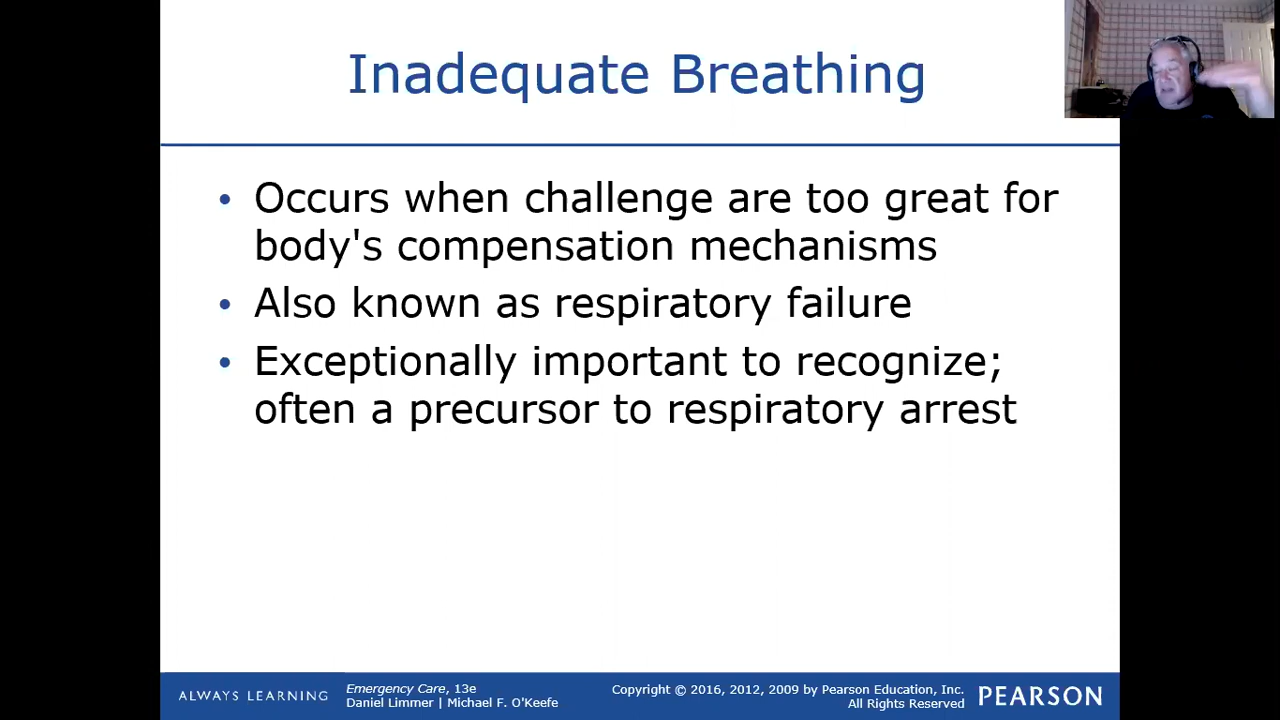 Inadequate Breathing
• Occurs when challenge are too great for
body's compensation mechanisms
• Also known as respiratory failure
• Exceptionally important to recognize;
often a precursor to respiratory arrest
ALWAYS LEARNING
Emergency Care, 13e
Daniel Limmer | Michael F. O'Keefe
Copyright © 2016, 2012, 2009 by Pearson Education, Inc.
All Rights Reserved
PEARSON